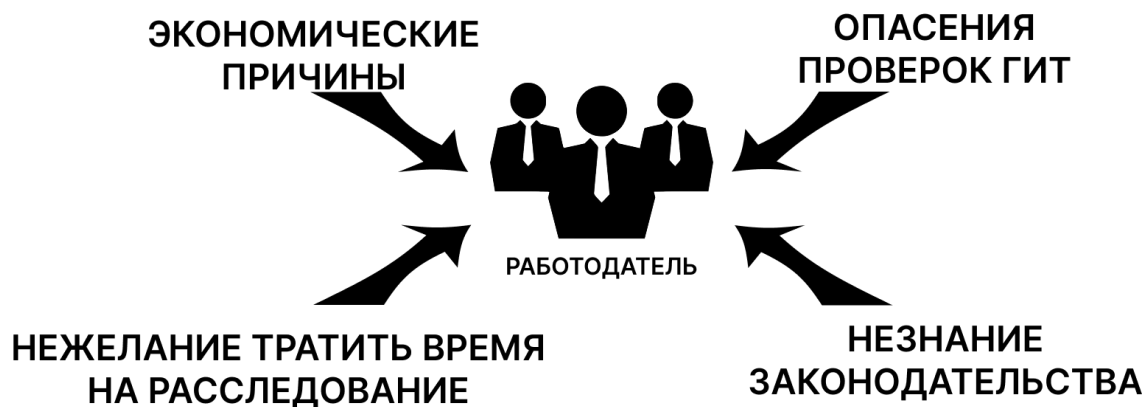 ЭКОНОМИЧЕСКИЕ
ПРИЧИНЫ
ОПАСЕНИЯ
ПРОВЕРОК ГИТ
РАБОТОДАТЕЛЬ
НЕЖЕЛАНИЕ ТРАТИТЬ ВРЕМЯ
НА РАССЛЕДОВАНИЕ
НЕЗНАНИЕ
ЗАКОНОДАТЕЛЬСТВА